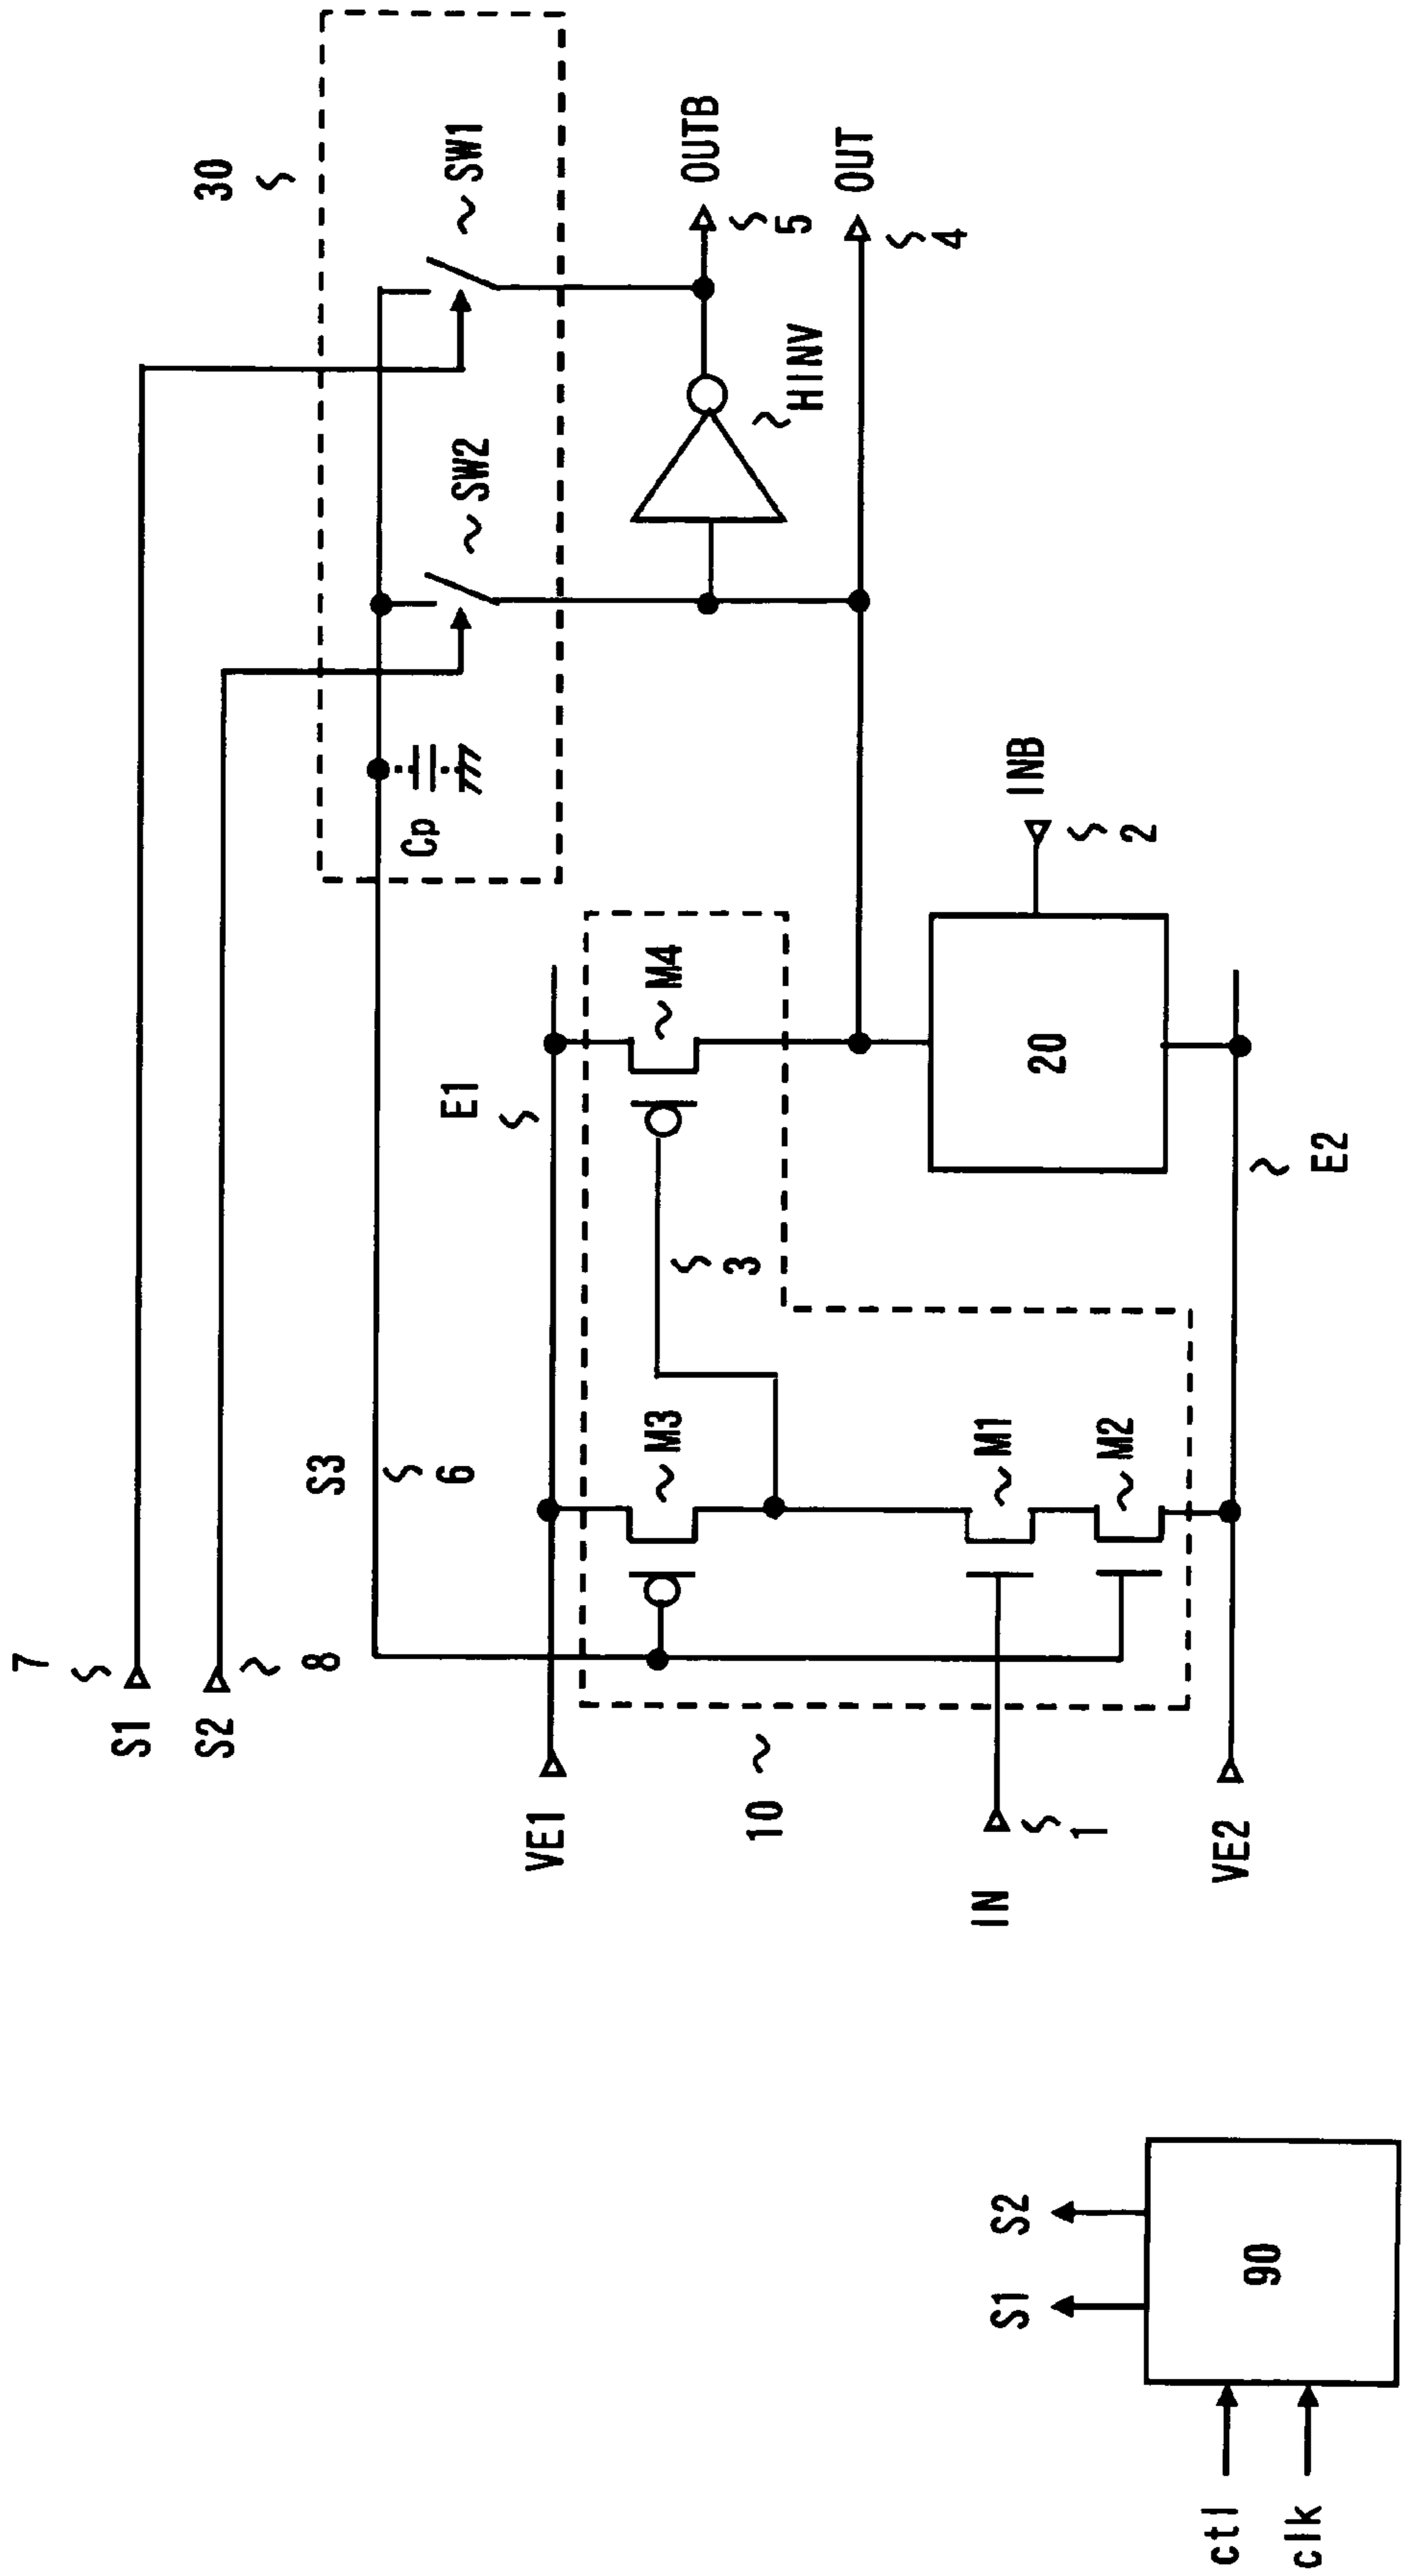 7
S1
S2
8
30
SW1
SW2
Cp
S3
6
OUTB
5
OUT
4
HINV
E1
M4
3
M3
VE1
10
M1
M2
IN
1
INB
2
20
E2
VE2
S1
S2
90
ctl
clk